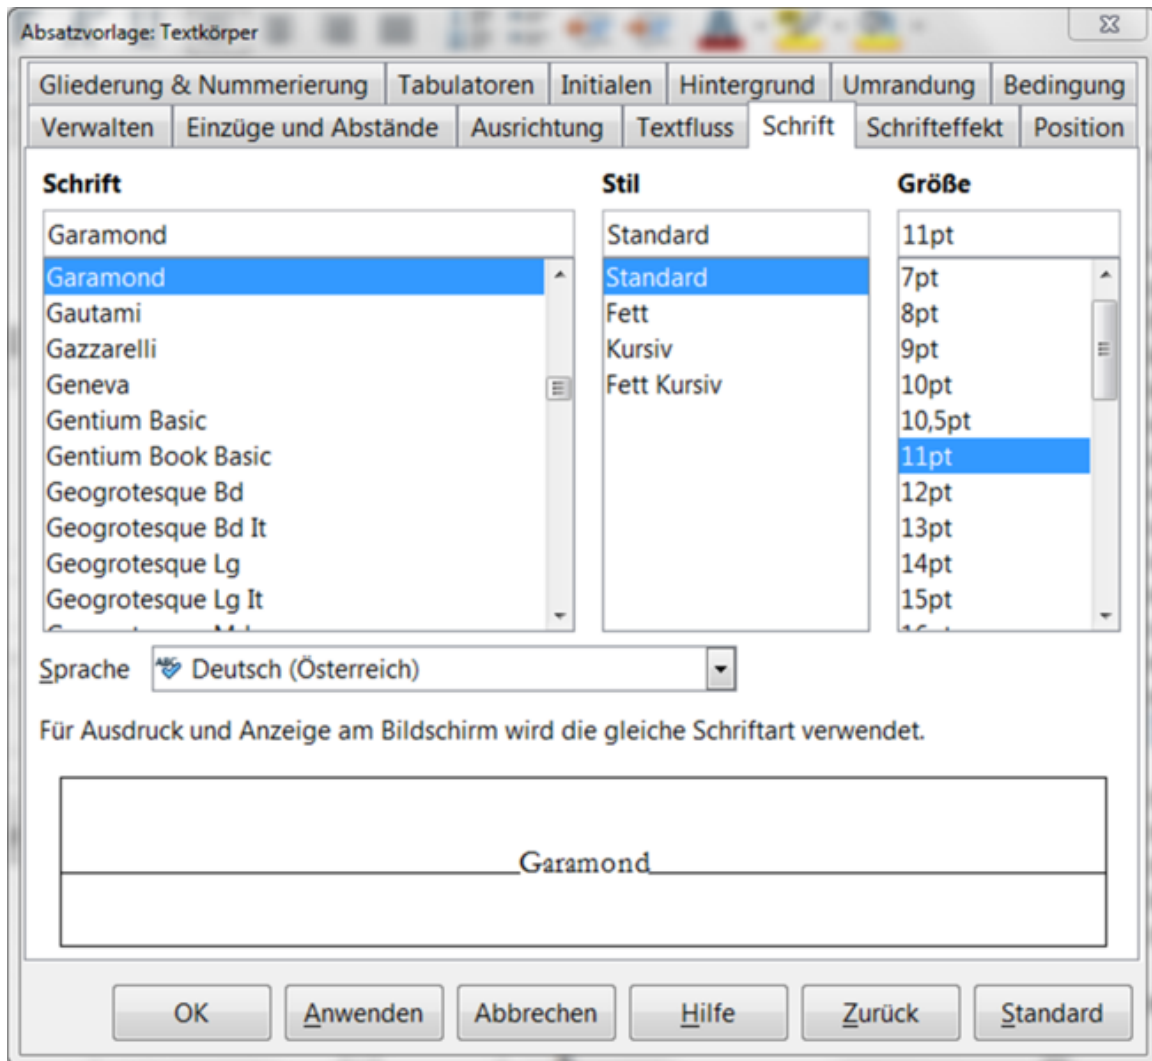 Absatzvorlage: Textkörper
Gliederung & Nummerierung Tabulatoren Initialen Hintergrund Umrandung Bedingung
Verwalten Einzüge und Abstände Ausrichtung Textfluss Schrift Schrifteffekt Position
Schrift Stil Größe
Garamond Standard 11pt
Garamond Standard 7pt
Gautami Fett 8pt
Gazzarelli Kursiv 9pt
Geneva Fett Kursiv 10pt
Gentium Basic 10,5pt
Gentium Book Basic 11pt
Geogrotesque Bd 12pt
Geogrotesque Bd It 13pt
Geogrotesque Lg 14pt
Geogrotesque Lg It 15pt
Sprache Deutsch (Österreich)
Für Ausdruck und Anzeige am Bildschirm wird die gleiche Schriftart verwendet.
Garamond
OK Anwenden Abbrechen Hilfe Zurück Standard